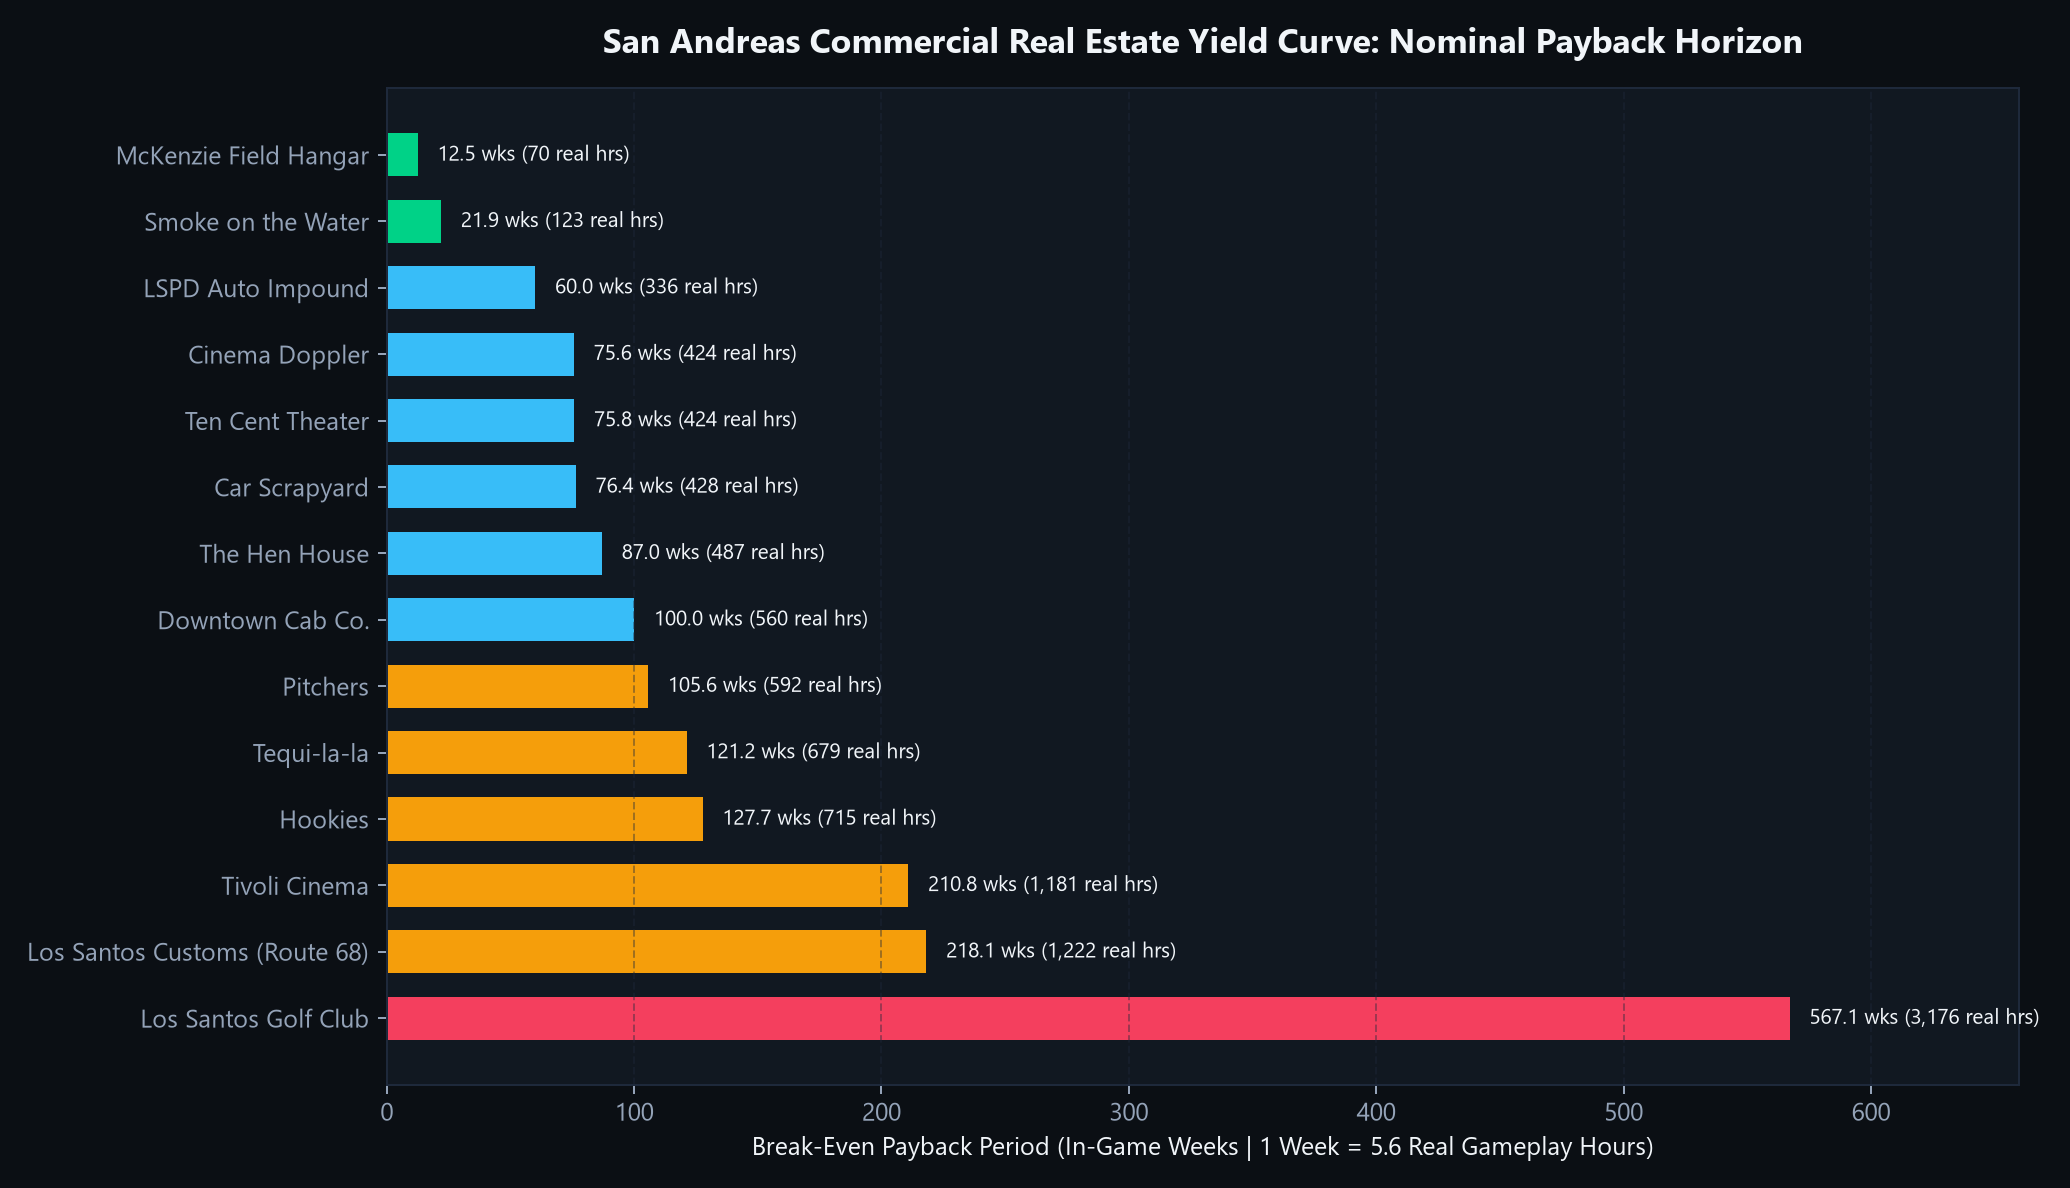 San Andreas Commercial Real Estate Yield Curve: Nominal Payback Horizon
McKenzie Field Hangar 12.5 wks (70 real hrs)
Smoke on the Water 21.9 wks (123 real hrs)
LSPD Auto Impound 60.0 wks (336 real hrs)
Cinema Doppler 75.6 wks (424 real hrs)
Ten Cent Theater 75.8 wks (424 real hrs)
Car Scrapyard 76.4 wks (428 real hrs)
The Hen House 87.0 wks (487 real hrs)
Downtown Cab Co. 100.0 wks (560 real hrs)
Pitchers 105.6 wks (592 real hrs)
Tequi-la-la 121.2 wks (679 real hrs)
Hookies 127.7 wks (715 real hrs)
Tivoli Cinema 210.8 wks (1,181 real hrs)
Los Santos Customs (Route 68) 218.1 wks (1,222 real hrs)
Los Santos Golf Club 567.1 wks (3,176 real hrs)
0 100 200 300 400 500 600
Break-Even Payback Period (In-Game Weeks | 1 Week = 5.6 Real Gameplay Hours)